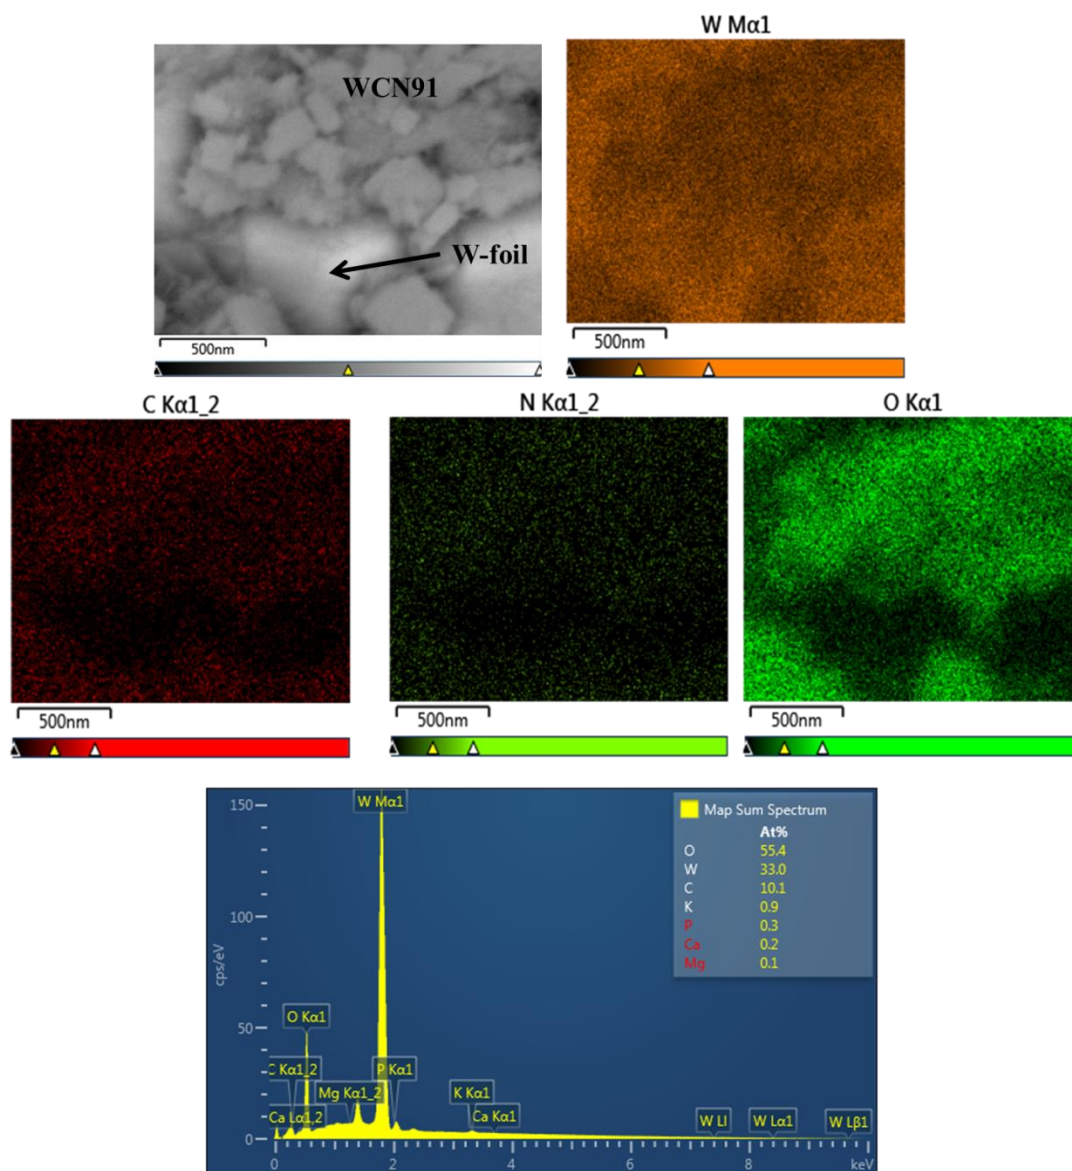 W Mα1
WCN91
W-foil
500nm
500nm
C Kα1_2
N Kα1_2
O Kα1
500nm
500nm
500nm
150
100
50
0
cps/eV
W Mα1
O Kα1
C Kα1_2
Ca Lα1,2
Mg Kα1_2
P Kα1
K Kα1
Ca Kα1
W Ll
W Lα1
W Lβ1
0
2
4
6
8
keV
Map Sum Spectrum
At%
O 55.4
W 33.0
C 10.1
K 0.9
P 0.3
Ca 0.2
Mg 0.1